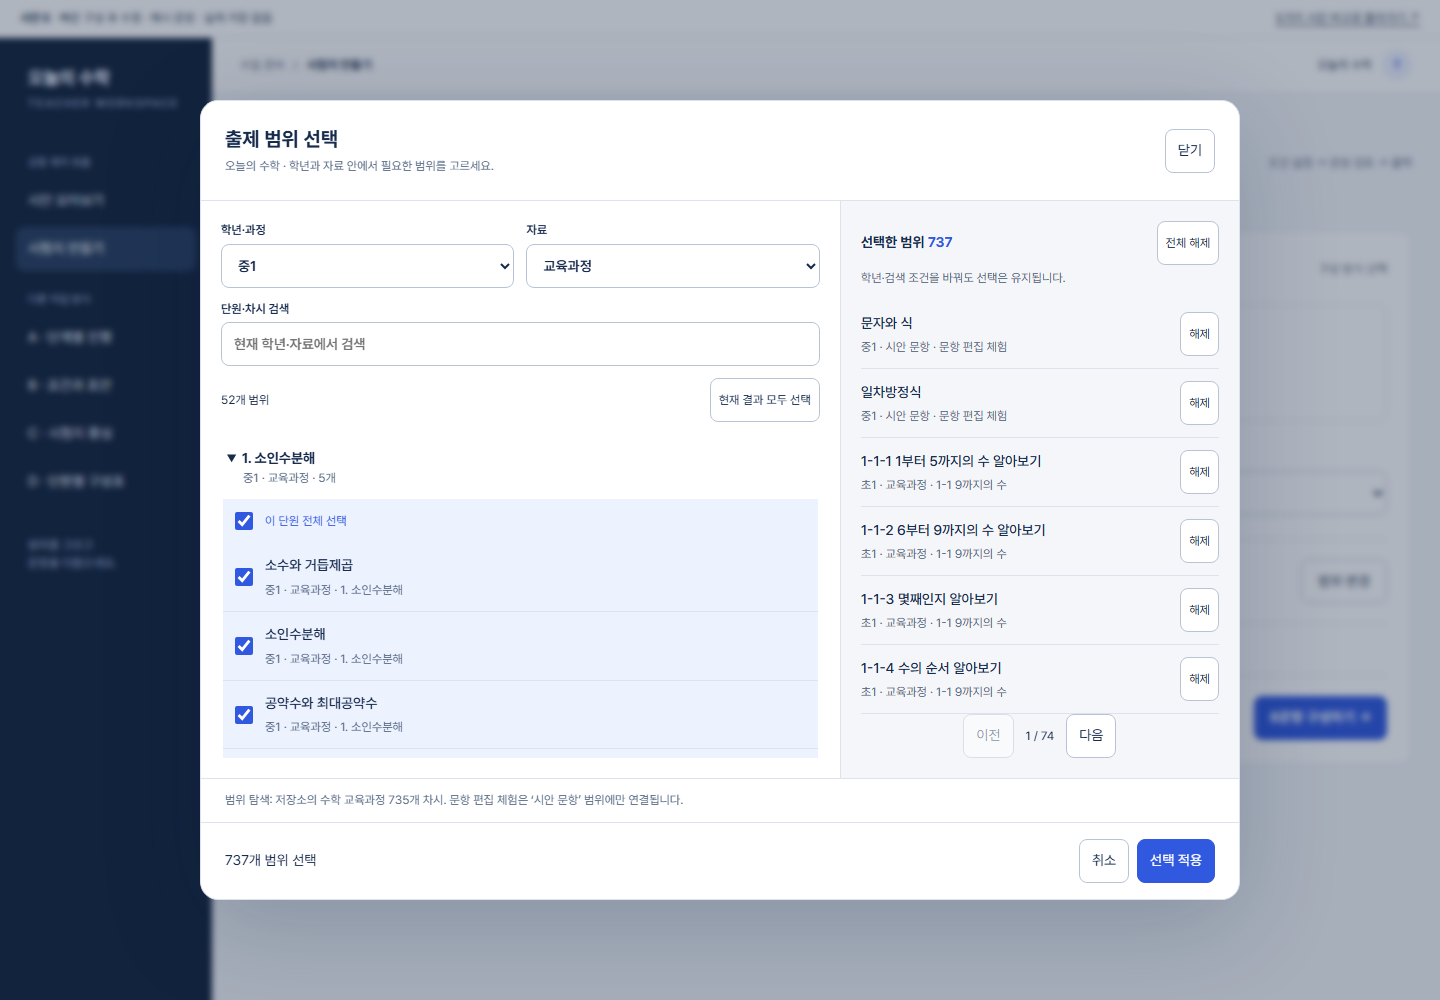 오늘의 수학
TEACHER WORKSPACE
출제 범위 선택
오늘의 수학 · 학년과 자료 안에서 필요한 범위를 고르세요.
닫기
학년·과정
자료
중1
교육과정
단원·차시 검색
현재 학년·자료에서 검색
52개 범위
현재 결과 모두 선택
▼ 1. 소인수분해
중1 · 교육과정 · 5개
이 단원 전체 선택
소수와 거듭제곱
중1 · 교육과정 · 1. 소인수분해
소인수분해
중1 · 교육과정 · 1. 소인수분해
공약수와 최대공약수
중1 · 교육과정 · 1. 소인수분해
선택한 범위 737
전체 해제
학년·검색 조건을 바꿔도 선택은 유지됩니다.
문자와 식
중1 · 시안 문항 · 문항 편집 체험
해제
일차방정식
중1 · 시안 문항 · 문항 편집 체험
해제
1-1-1 1부터 5까지의 수 알아보기
초1 · 교육과정 · 1-1 9까지의 수
해제
1-1-2 6부터 9까지의 수 알아보기
초1 · 교육과정 · 1-1 9까지의 수
해제
1-1-3 몇째인지 알아보기
초1 · 교육과정 · 1-1 9까지의 수
해제
1-1-4 수의 순서 알아보기
초1 · 교육과정 · 1-1 9까지의 수
해제
이전
1 / 74
다음
범위 탐색: 저장소의 수학 교육과정 735개 차시. 문항 편집 체험은 ‘시안 문항’ 범위에만 연결됩니다.
737개 범위 선택
취소
선택 적용